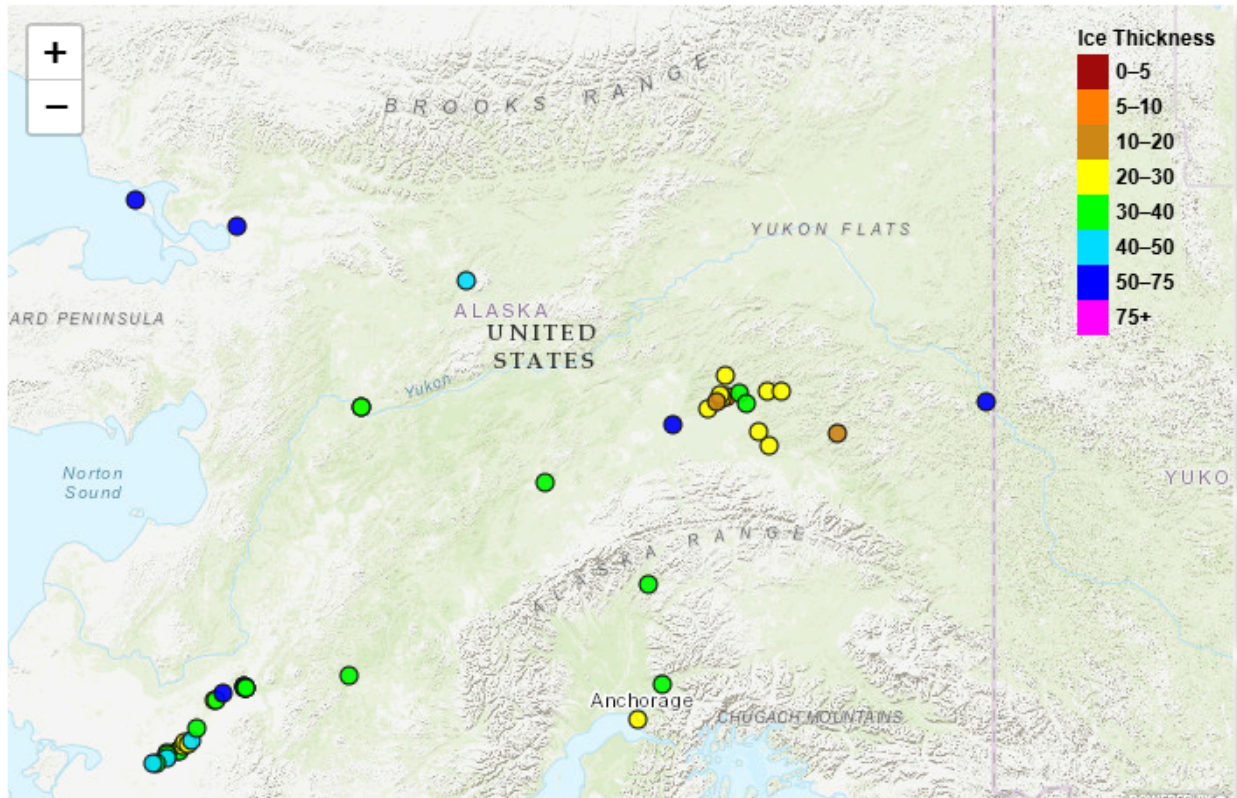 +
−
BROOKS RANGE
Ice Thickness
0–5
5–10
10–20
20–30
30–40
40–50
50–75
75+
YUKON FLATS
ARD PENINSULA
ALASKA
UNITED
STATES
Yukon
Norton
Sound
YUKO
ALASKA RANGE
Anchorage
CHUGACH MOUNTAINS